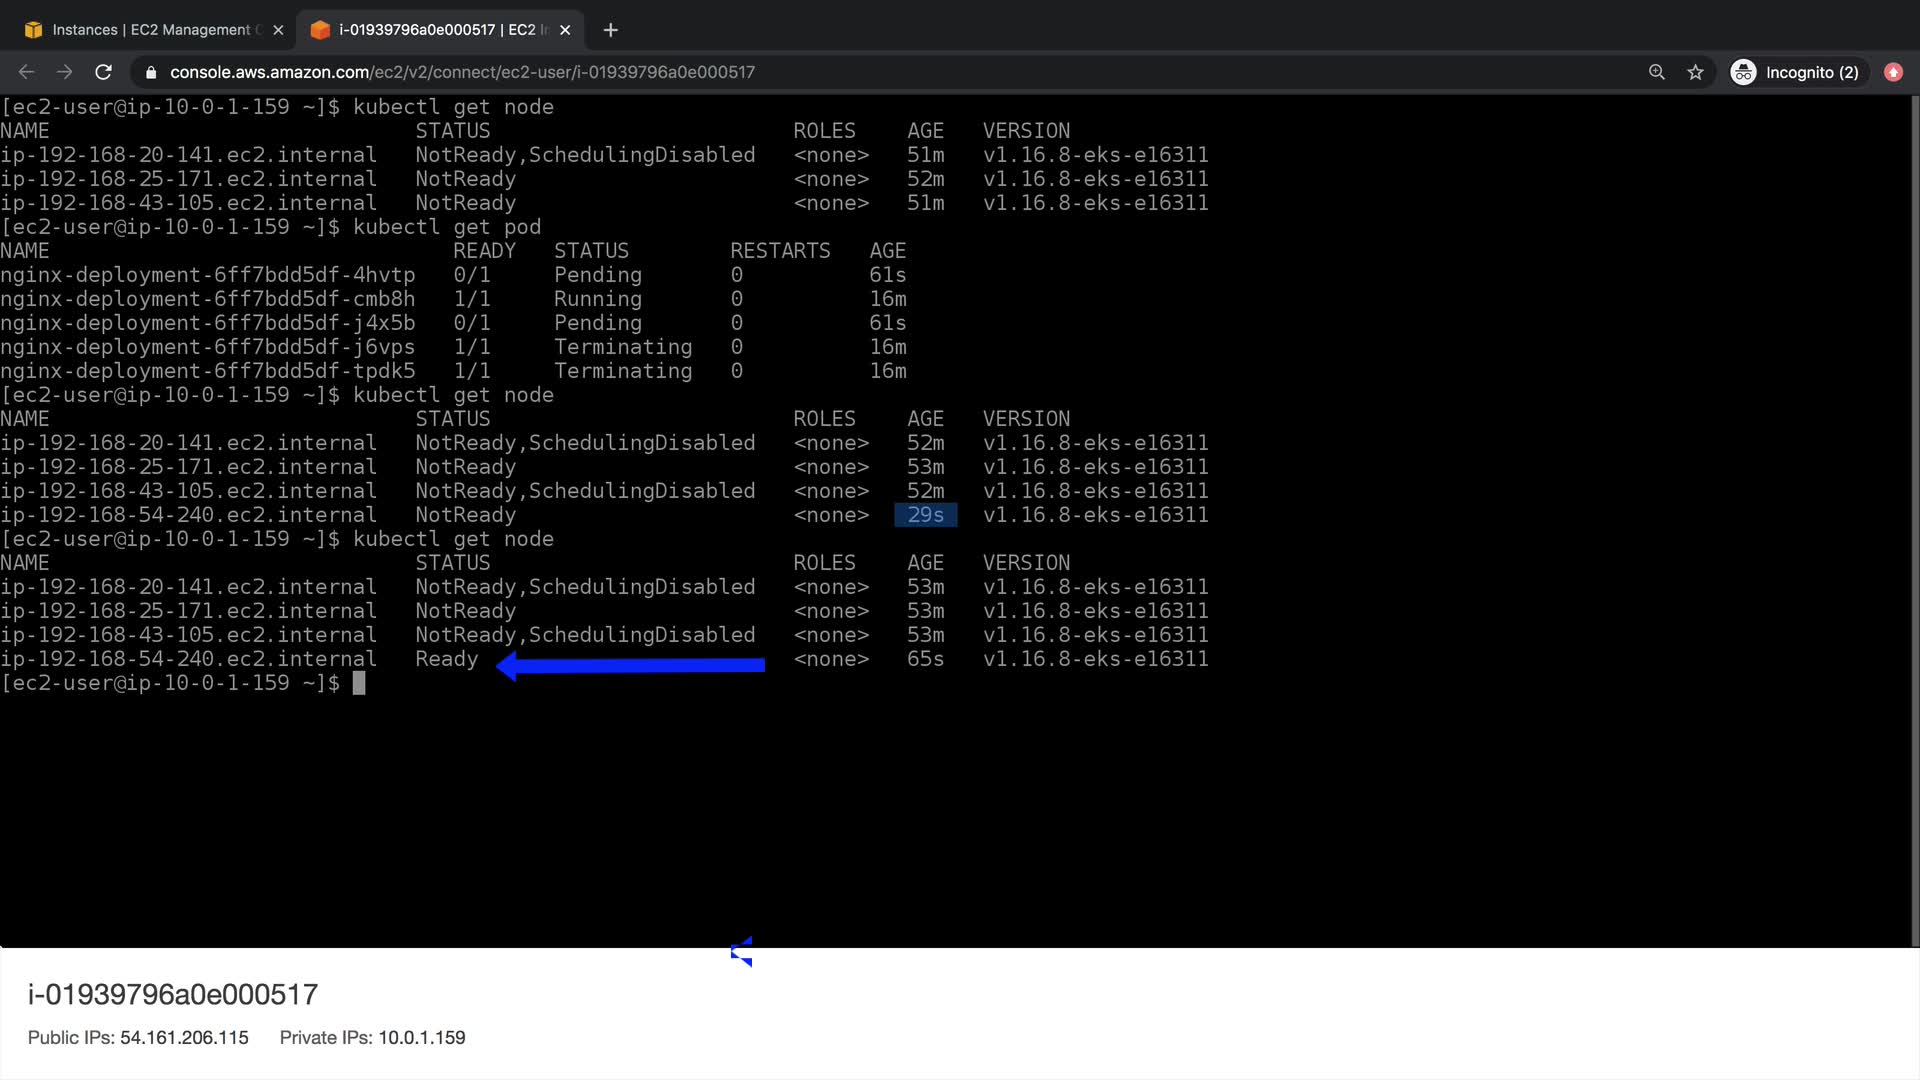 Instances | EC2 Management C
i-01939796a0e000517 | EC2 In
console.aws.amazon.com/ec2/v2/connect/ec2-user/i-01939796a0e000517
Incognito (2)
[ec2-user@ip-10-0-1-159 ~]$ kubectl get node
NAME STATUS ROLES AGE VERSION
ip-192-168-20-141.ec2.internal NotReady,SchedulingDisabled <none> 51m v1.16.8-eks-e16311
ip-192-168-25-171.ec2.internal NotReady <none> 52m v1.16.8-eks-e16311
ip-192-168-43-105.ec2.internal NotReady <none> 51m v1.16.8-eks-e16311
[ec2-user@ip-10-0-1-159 ~]$ kubectl get pod
NAME READY STATUS RESTARTS AGE
nginx-deployment-6ff7bdd5df-4hvtp 0/1 Pending 0 61s
nginx-deployment-6ff7bdd5df-cmb8h 1/1 Running 0 16m
nginx-deployment-6ff7bdd5df-j4x5b 0/1 Pending 0 61s
nginx-deployment-6ff7bdd5df-j6vps 1/1 Terminating 0 16m
nginx-deployment-6ff7bdd5df-tpdk5 1/1 Terminating 0 16m
[ec2-user@ip-10-0-1-159 ~]$ kubectl get node
NAME STATUS ROLES AGE VERSION
ip-192-168-20-141.ec2.internal NotReady,SchedulingDisabled <none> 52m v1.16.8-eks-e16311
ip-192-168-25-171.ec2.internal NotReady <none> 53m v1.16.8-eks-e16311
ip-192-168-43-105.ec2.internal NotReady,SchedulingDisabled <none> 52m v1.16.8-eks-e16311
ip-192-168-54-240.ec2.internal NotReady <none> 29s v1.16.8-eks-e16311
[ec2-user@ip-10-0-1-159 ~]$ kubectl get node
NAME STATUS ROLES AGE VERSION
ip-192-168-20-141.ec2.internal NotReady,SchedulingDisabled <none> 53m v1.16.8-eks-e16311
ip-192-168-25-171.ec2.internal NotReady <none> 53m v1.16.8-eks-e16311
ip-192-168-43-105.ec2.internal NotReady,SchedulingDisabled <none> 53m v1.16.8-eks-e16311
ip-192-168-54-240.ec2.internal Ready <none> 65s v1.16.8-eks-e16311
[ec2-user@ip-10-0-1-159 ~]$
i-01939796a0e000517
Public IPs: 54.161.206.115 Private IPs: 10.0.1.159